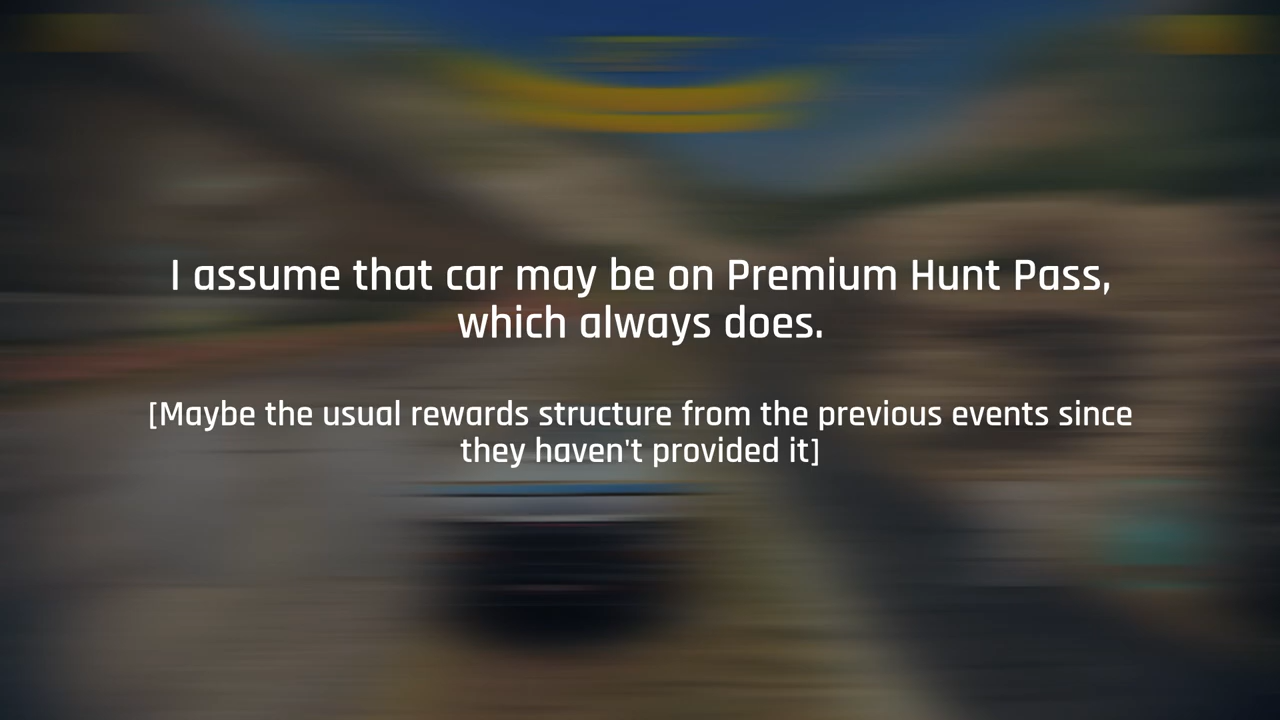 I assume that car may be on Premium Hunt Pass,
which always does.
[Maybe the usual rewards structure from the previous events since
they haven't provided it]